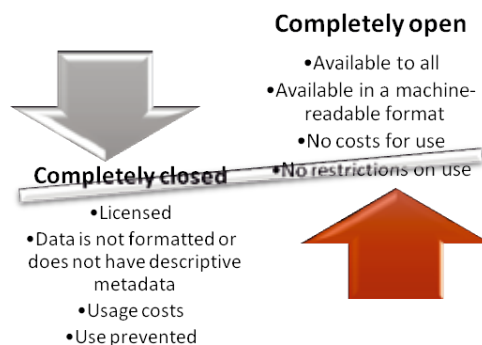 Completely open
•Available to all
•Available in a machine-
readable format
•No costs for use
•No restrictions on use
Completely closed
•Licensed
•Data is not formatted or
does not have descriptive
metadata
•Usage costs
•Use prevented